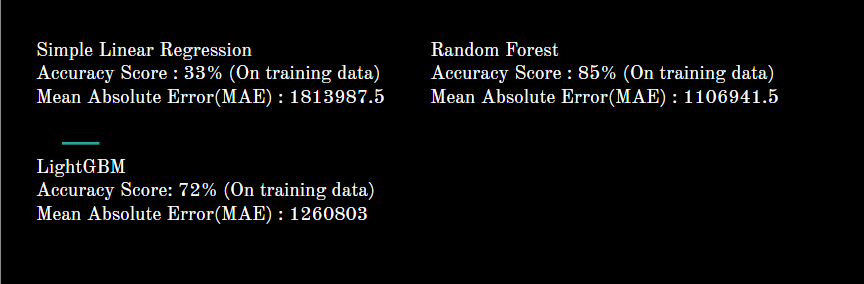 Simple Linear Regression
Accuracy Score : 33% (On training data)
Mean Absolute Error(MAE) : 1813987.5
Random Forest
Accuracy Score : 85% (On training data)
Mean Absolute Error(MAE) : 1106941.5
LightGBM
Accuracy Score: 72% (On training data)
Mean Absolute Error(MAE) : 1260803